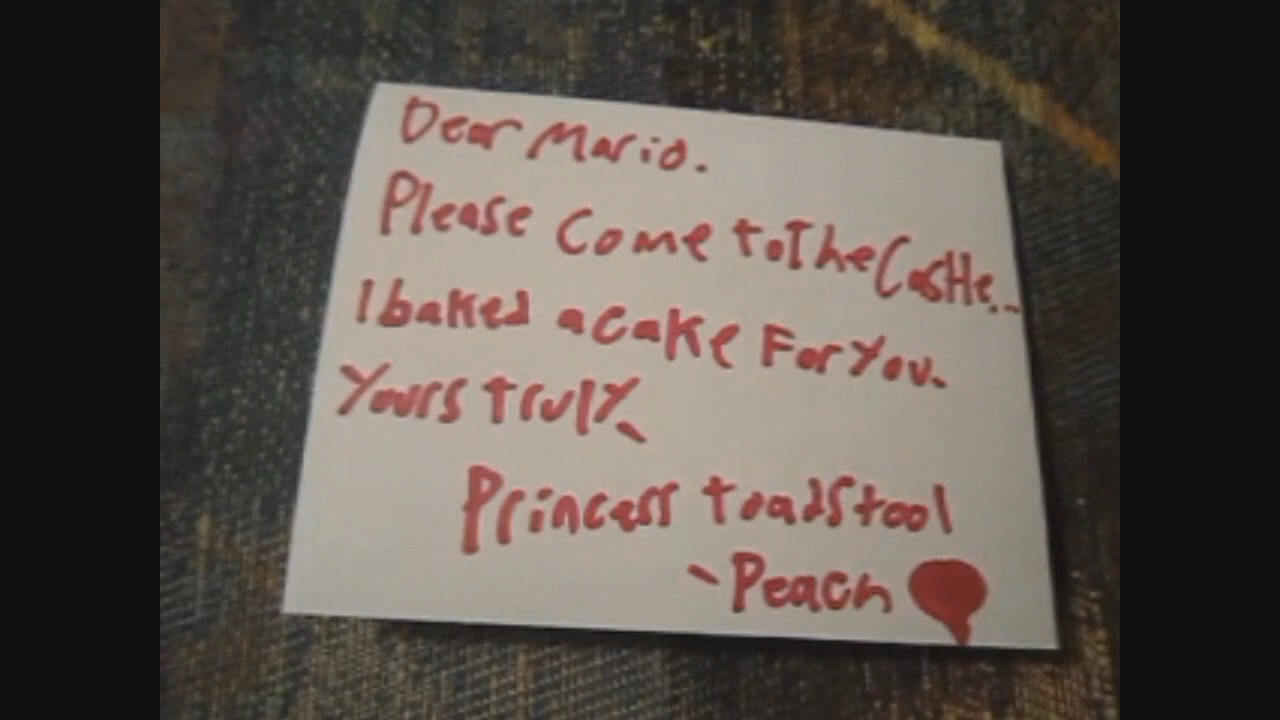 Dear Mario.
Please Come to The Castle..
I baked a cake For You.
Yours truly,
Princess toadstool
- Peach